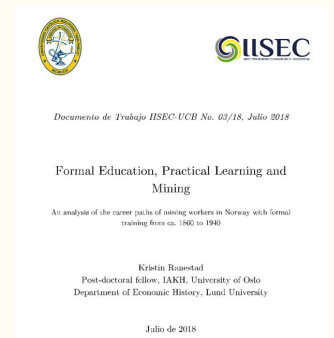 IISEC
Documento de Trabajo IISEC-UCB No. 03/18, Julio 2018
Formal Education, Practical Learning and
Mining
An analysis of the career paths of mining workers in Norway with formal
training from ca. 1860 to 1940
Kristin Ranestad
Post-doctoral fellow, IAKH, University of Oslo
Department of Economic History, Lund University
Julio de 2018